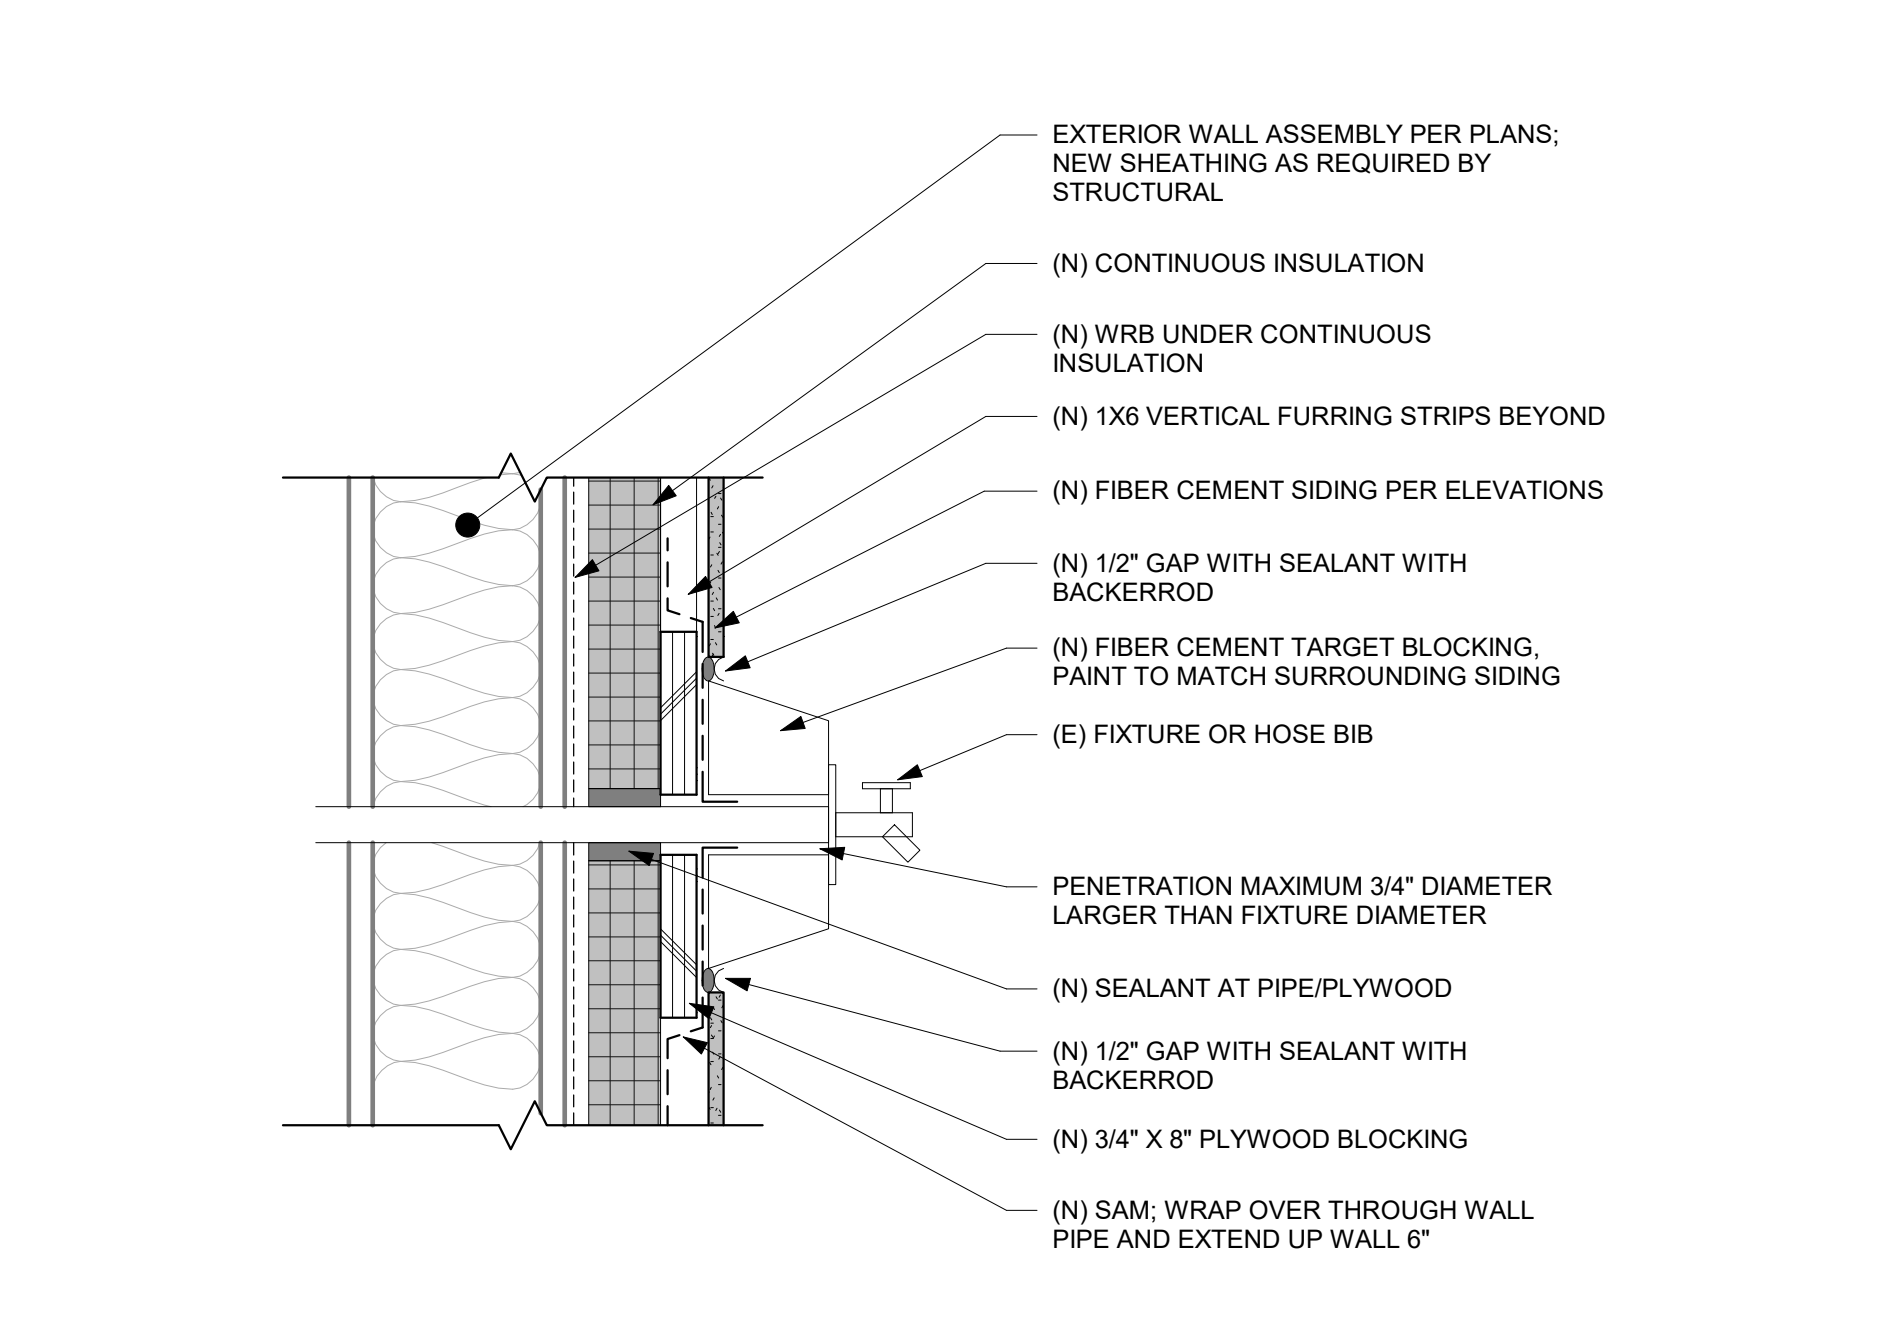 EXTERIOR WALL ASSEMBLY PER PLANS;
NEW SHEATHING AS REQUIRED BY
STRUCTURAL
(N) CONTINUOUS INSULATION
(N) WRB UNDER CONTINUOUS
INSULATION
(N) 1X6 VERTICAL FURRING STRIPS BEYOND
(N) FIBER CEMENT SIDING PER ELEVATIONS
(N) 1/2" GAP WITH SEALANT WITH
BACKERROD
(N) FIBER CEMENT TARGET BLOCKING,
PAINT TO MATCH SURROUNDING SIDING
(E) FIXTURE OR HOSE BIB
PENETRATION MAXIMUM 3/4" DIAMETER
LARGER THAN FIXTURE DIAMETER
(N) SEALANT AT PIPE/PLYWOOD
(N) 1/2" GAP WITH SEALANT WITH
BACKERROD
(N) 3/4" X 8" PLYWOOD BLOCKING
(N) SAM; WRAP OVER THROUGH WALL
PIPE AND EXTEND UP WALL 6"